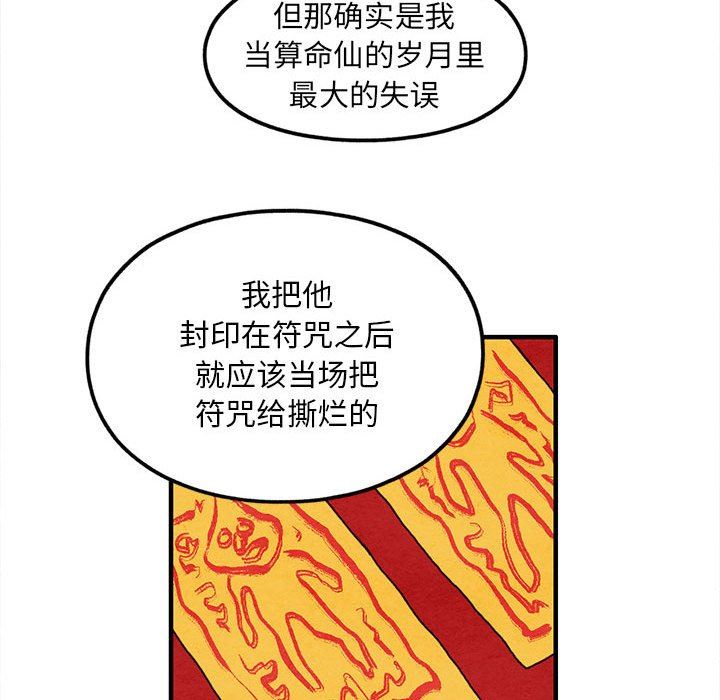 但那确实是我
当算命仙的岁月里
最大的失误
我把他
封印在符咒之后
就应该当场把
符咒给撕烂的